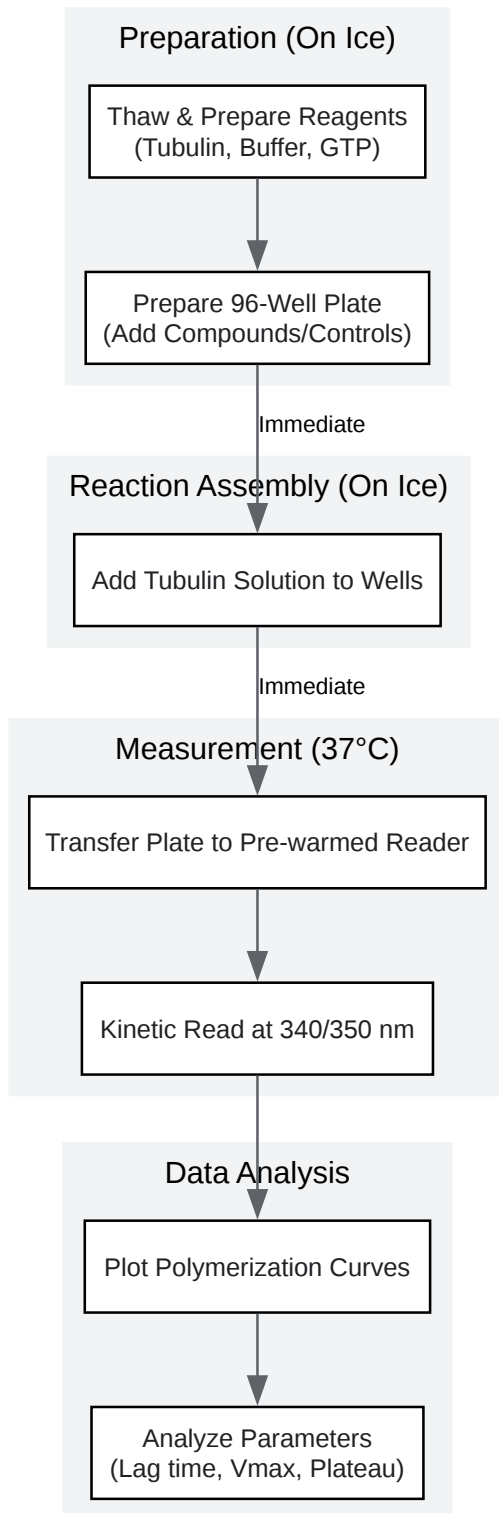 Preparation (On Ice)
Thaw & Prepare Reagents
(Tubulin, Buffer, GTP)
Prepare 96-Well Plate
(Add Compounds/Controls)
Immediate
Reaction Assembly (On Ice)
Add Tubulin Solution to Wells
Immediate
Measurement (37°C)
Transfer Plate to Pre-warmed Reader
Kinetic Read at 340/350 nm
Data Analysis
Plot Polymerization Curves
Analyze Parameters
(Lag time, Vmax, Plateau)